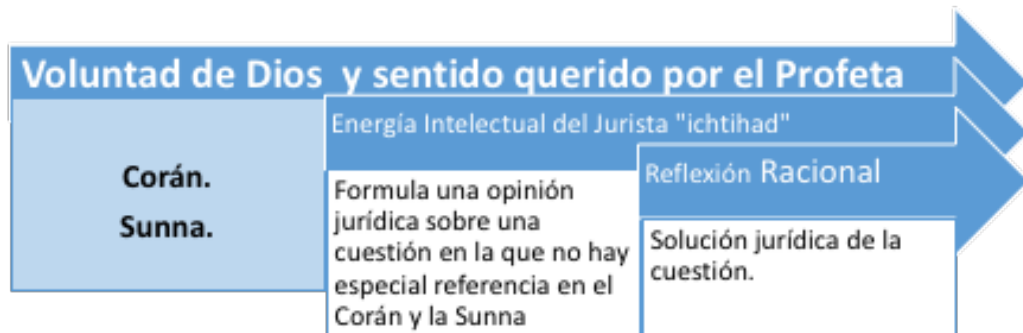 Voluntad de Dios y sentido querido por el Profeta
Corán.
Sunna.
Energía Intelectual del Jurista "ichtihad"
Formula una opinión
jurídica sobre una
cuestión en la que no hay
especial referencia en el
Corán y la Sunna
Reflexión Racional
Solución jurídica de la
cuestión.